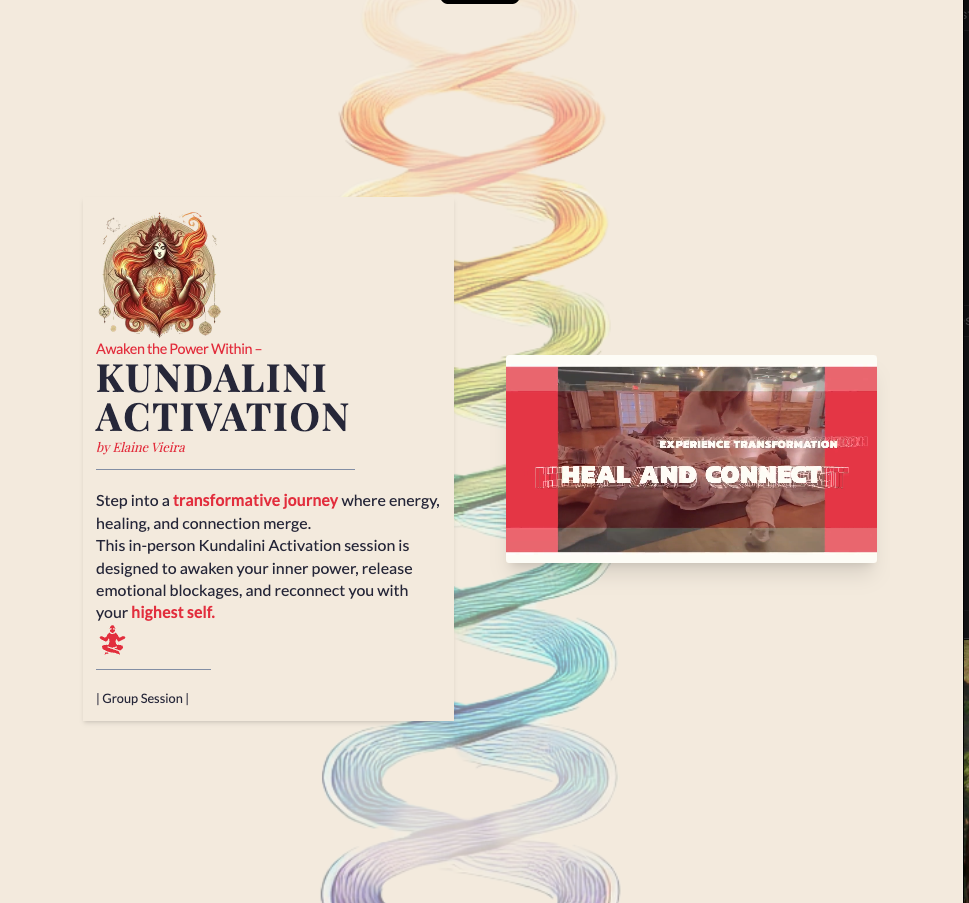 Awaken the Power Within –
KUNDALINI
ACTIVATION
by Elaine Vieira
Step into a transformative journey where energy,
healing, and connection merge.
This in-person Kundalini Activation session is
designed to awaken your inner power, release
emotional blockages, and reconnect you with
your highest self.
| Group Session |
EXPERIENCE TRANSFORMATION
HEAL AND CONNECT